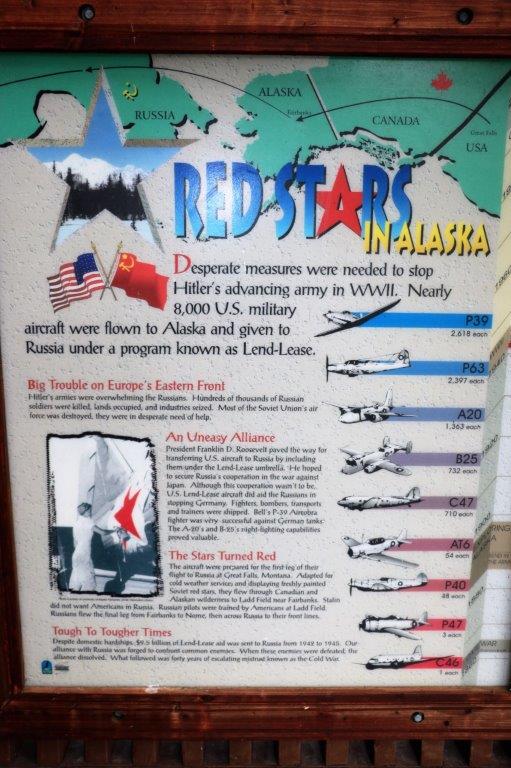 ALASKA
RUSSIA
Fairbanks
CANADA
Great Falls
USA
RED STARS
IN ALASKA
Desperate measures were needed to stop
Hitler's advancing army in WWII. Nearly
8,000 U.S. military
aircraft were flown to Alaska and given to
Russia under a program known as Lend-Lease.
P39
2,618 each
P63
2,397 each
A20
1,363 each
B25
732 each
C47
710 each
AT6
54 each
P40
48 each
P47
3 each
C46
1 each
Big Trouble on Europe's Eastern Front
Hitler's armies were overwhelming the Russians. Hundreds of thousands of Russian
soldiers were killed, lands occupied, and industries seized. Most of the Soviet Union's air
force was destroyed, they were in desperate need of help.
An Uneasy Alliance
President Franklin D. Roosevelt paved the way for
transferring U.S. aircraft to Russia by including
them under the Lend-Lease umbrella. He hoped
to secure Russia's cooperation in the war against
Japan. Although this cooperation wasn't to be,
U.S. Lend-Lease aircraft did aid the Russians in
stopping Germany. Fighters, bombers, transports
and trainers were shipped. Bell's P-39 Airacobra
fighter was very successful against German tanks.
The A-20's and B-25's night-fighting capabilities
proved valuable.
The Stars Turned Red
The aircraft were prepared for the first leg of their
flight to Russia at Great Falls, Montana. Adapted for
cold weather services and displaying freshly painted
Soviet red stars, they flew through Canadian and
Alaskan wilderness to Ladd Field near Fairbanks. Stalin
did not want Americans in Russia. Russian pilots were trained by Americans at Ladd Field.
Russians flew the final leg from Fairbanks to Nome, then across Russia to their front lines.
Tough To Tougher Times
Despite domestic hardships, $9.5 billion of Lend-Lease aid was sent to Russia from 1942 to 1945. Our
alliance with Russia was forged to confront common enemies. When these enemies were defeated, the
alliance dissolved. What followed was forty years of escalating mistrust known as the Cold War.